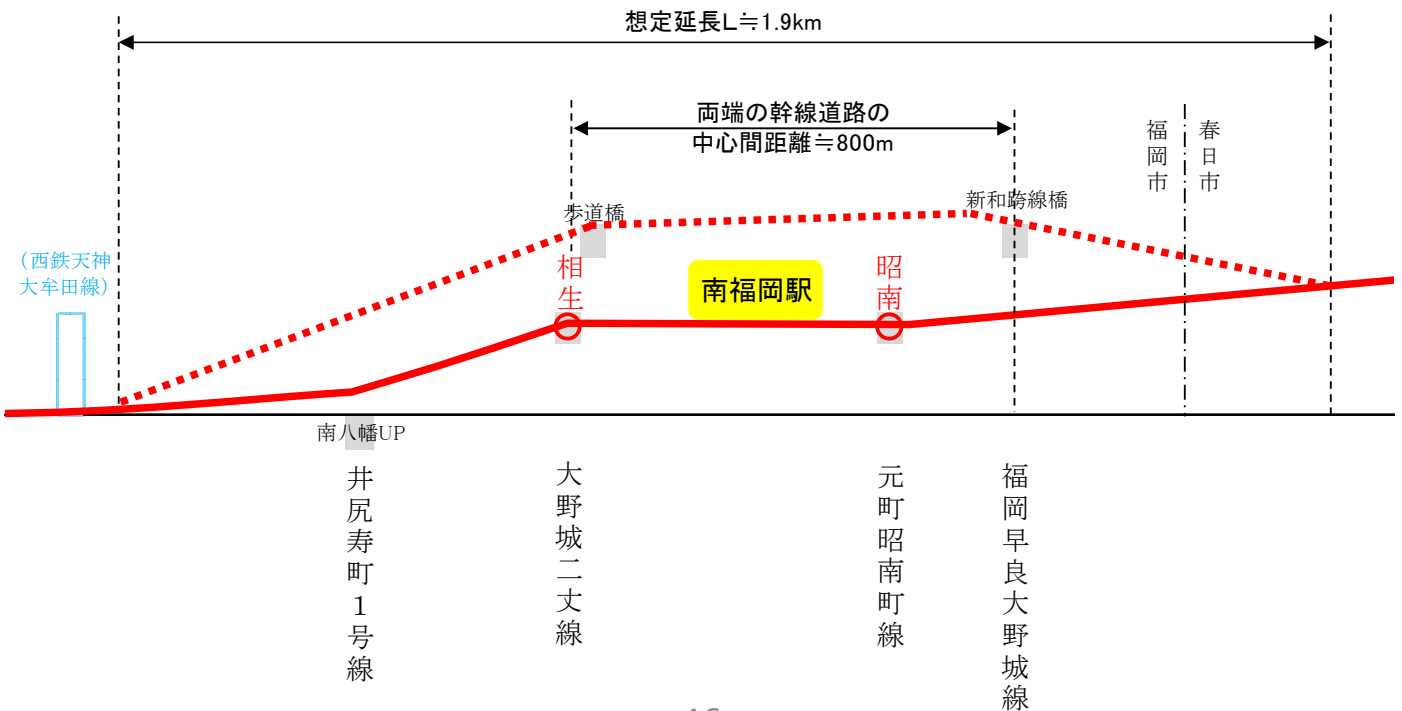 想定延長L≒1.9km
両端の幹線道路の
中心間距離≒800m
福岡市
春日市
歩道橋
新和跨線橋
（西鉄天神
大牟田線）
相生
南福岡駅
昭南
南八幡UP
井尻寿町１号線
大野城二丈線
元町昭南町線
福岡早良大野城線